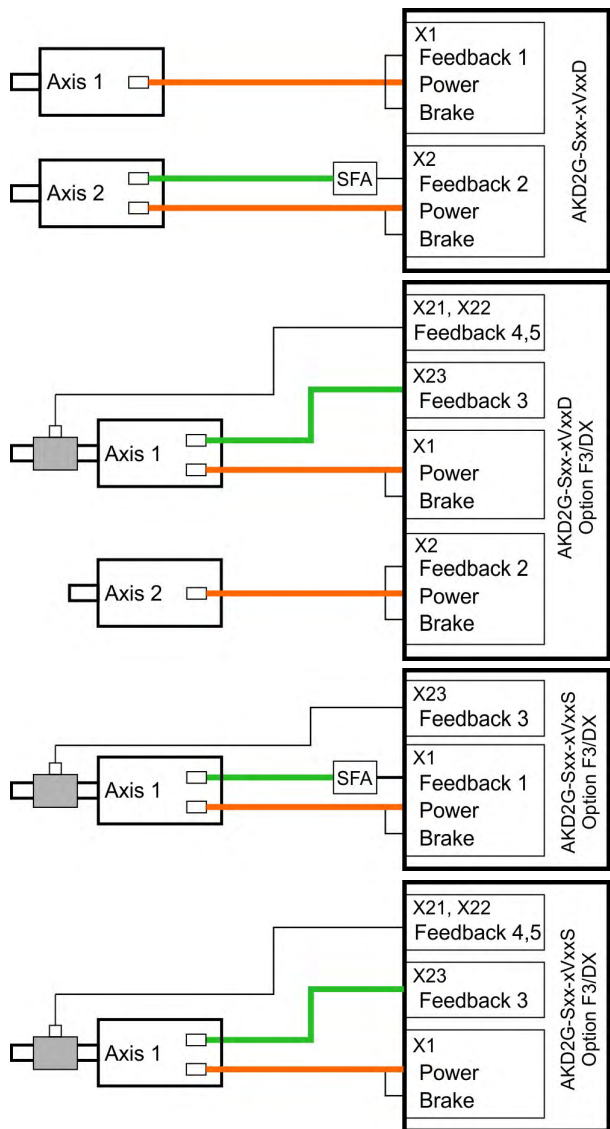 X1
Axis 1
Feedback 1
Power
Brake
X2
Axis 2
SFA
Feedback 2
Power
Brake
AKD2G-Sxx-xVxxD
X21, X22
Feedback 4,5
X23
Feedback 3
X1
Axis 1
Power
Brake
X2
Axis 2
Feedback 2
Power
Brake
AKD2G-Sxx-xVxxD
Option F3/DX
X23
Feedback 3
X1
Axis 1
SFA
Feedback 1
Power
Brake
AKD2G-Sxx-xVxxS
Option F3/DX
X21, X22
Feedback 4,5
X23
Feedback 3
X1
Axis 1
Power
Brake
AKD2G-Sxx-xVxxS
Option F3/DX